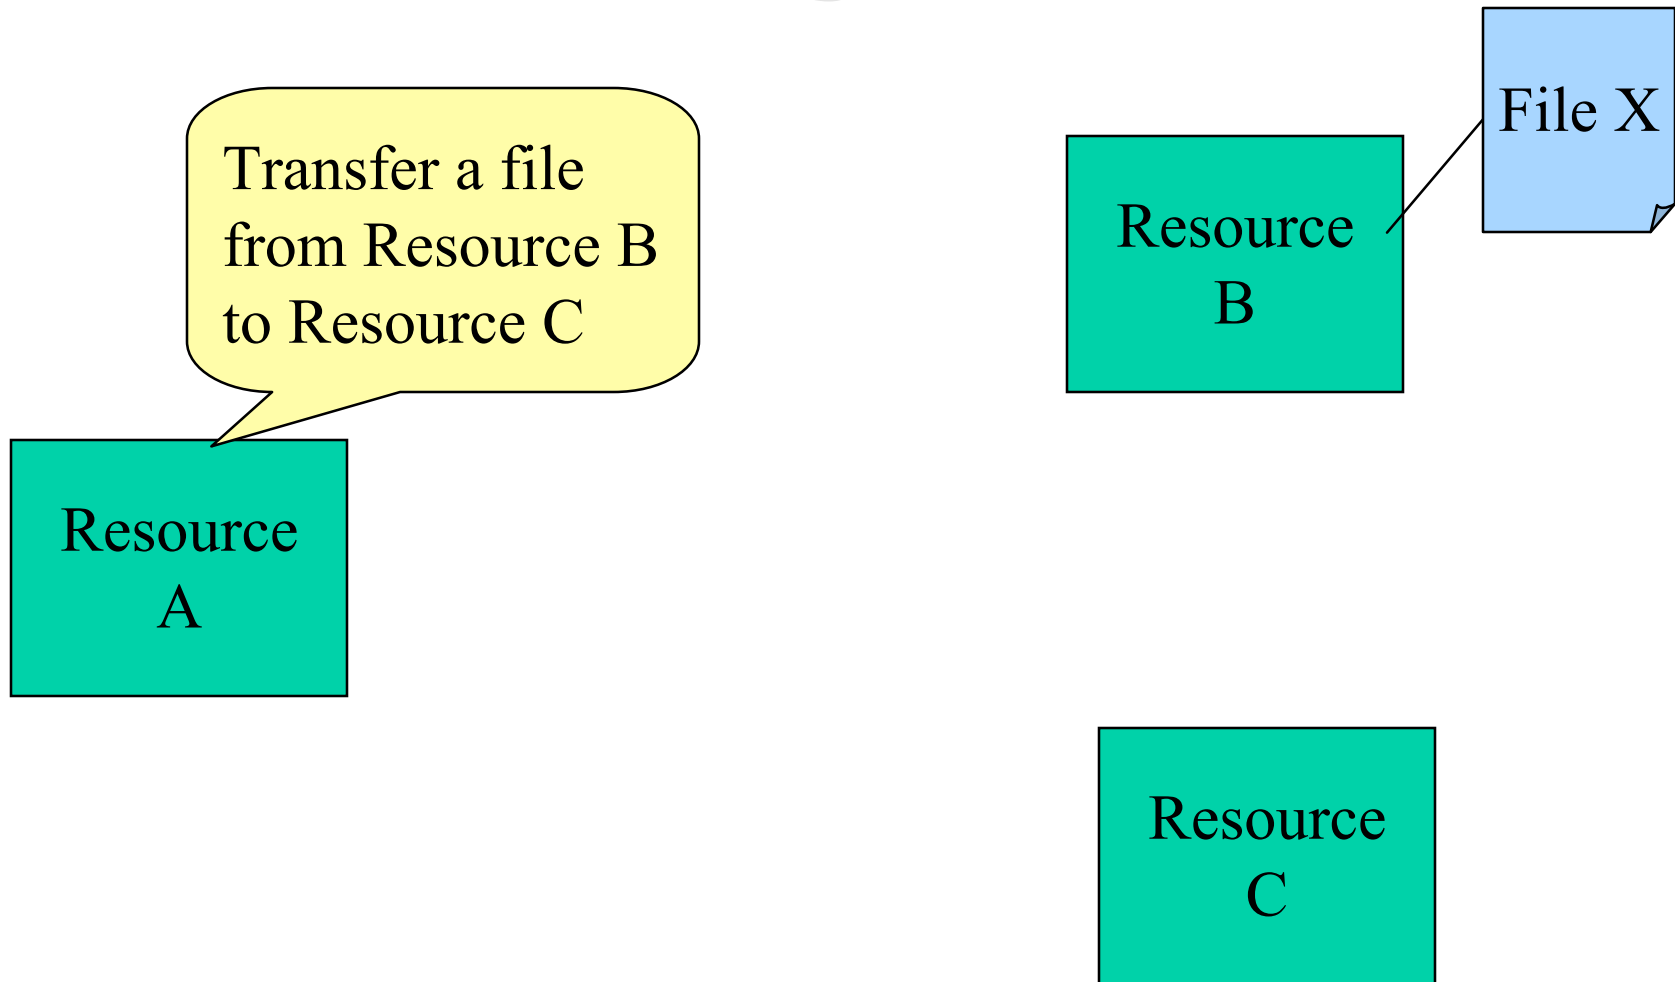 Transfer a file
from Resource B
to Resource C
Resource
A
Resource
B
File X
Resource
C